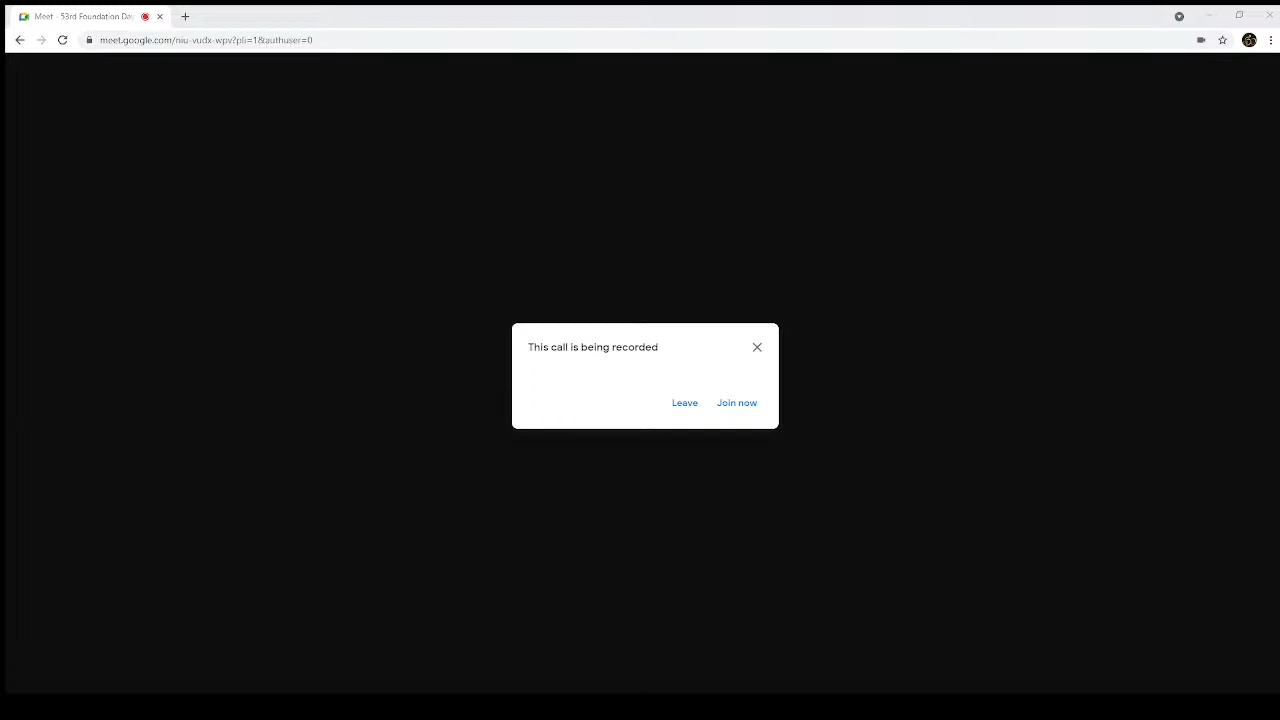 Meet - 53rd Foundation Day
meet.google.com/niu-vudx-wpv?pli=1&authuser=0
This call is being recorded
Leave Join now